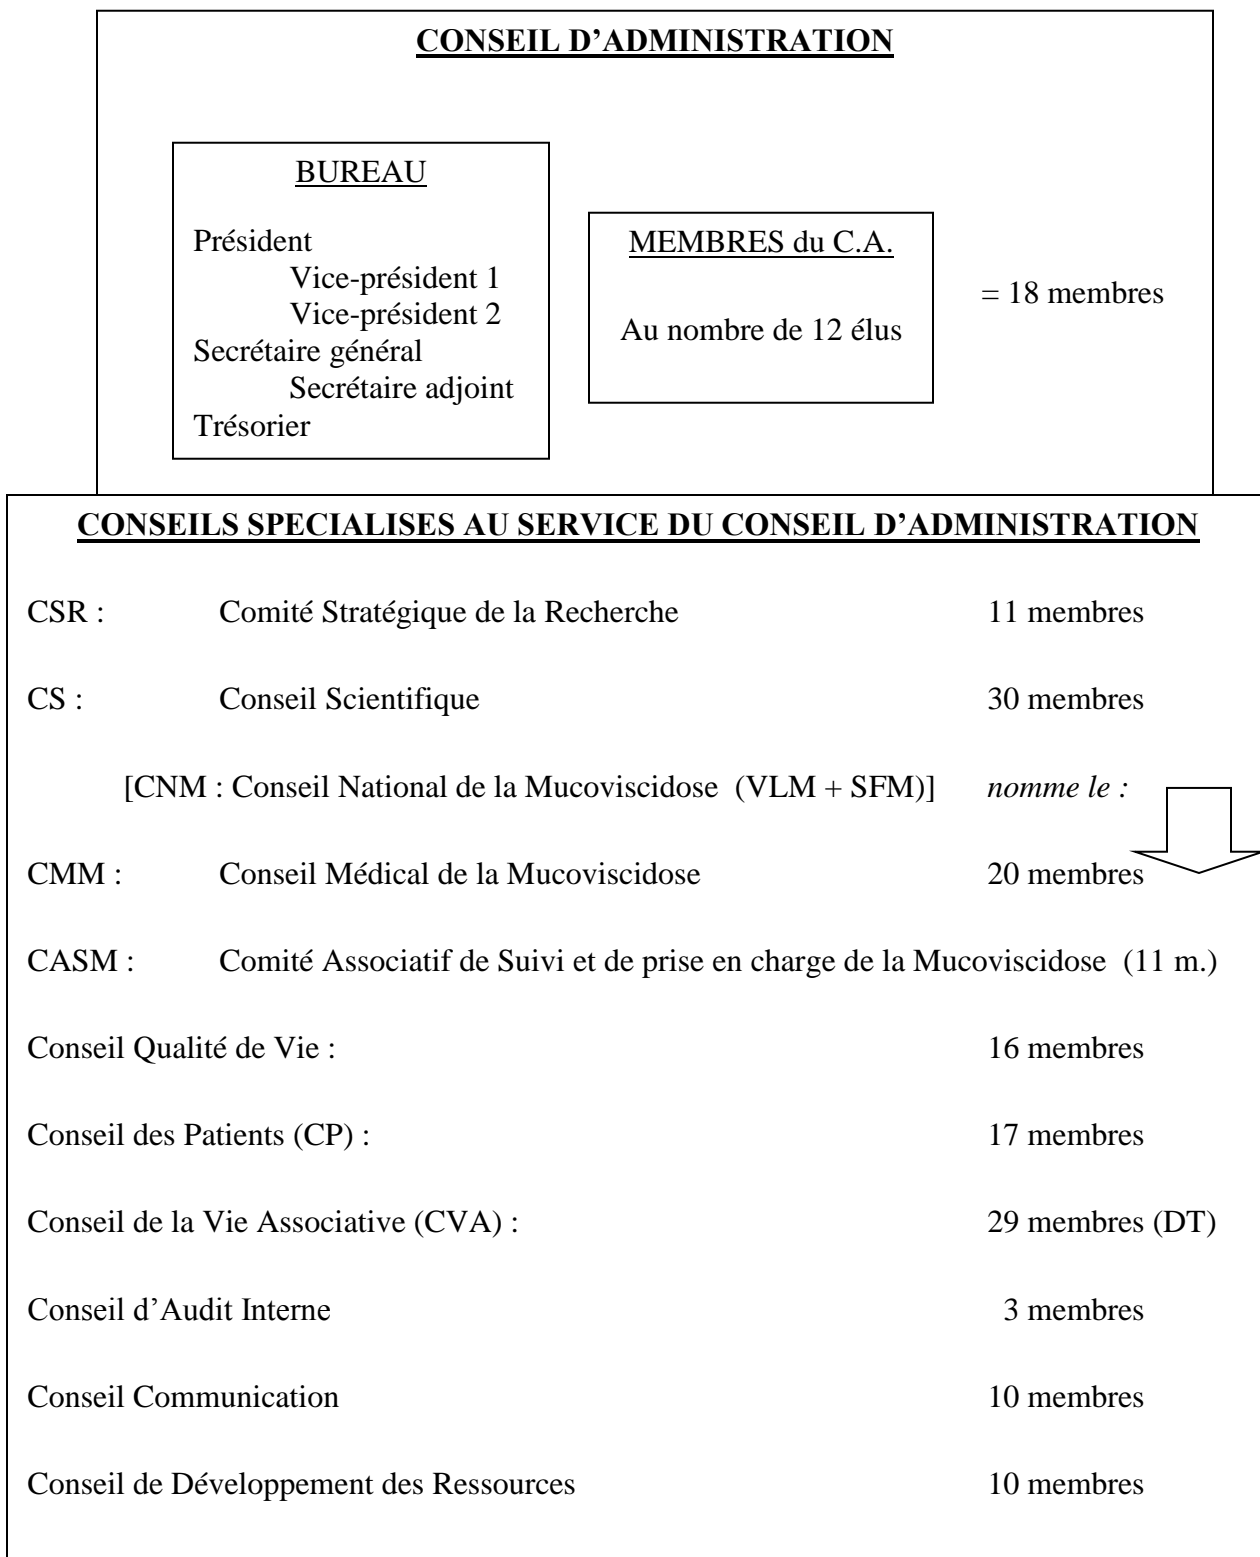 CONSEIL D’ADMINISTRATION
BUREAU
Président
Vice-président 1
Vice-président 2
Secrétaire général
Secrétaire adjoint
Trésorier
MEMBRES du C.A.
Au nombre de 12 élus
= 18 membres
CONSEILS SPECIALISES AU SERVICE DU CONSEIL D’ADMINISTRATION
CSR : Comité Stratégique de la Recherche 11 membres
CS : Conseil Scientifique 30 membres
[CNM : Conseil National de la Mucoviscidose (VLM + SFM)] nomme le :
CMM : Conseil Médical de la Mucoviscidose 20 membres
CASM : Comité Associatif de Suivi et de prise en charge de la Mucoviscidose (11 m.)
Conseil Qualité de Vie : 16 membres
Conseil des Patients (CP) : 17 membres
Conseil de la Vie Associative (CVA) : 29 membres (DT)
Conseil d’Audit Interne 3 membres
Conseil Communication 10 membres
Conseil de Développement des Ressources 10 membres